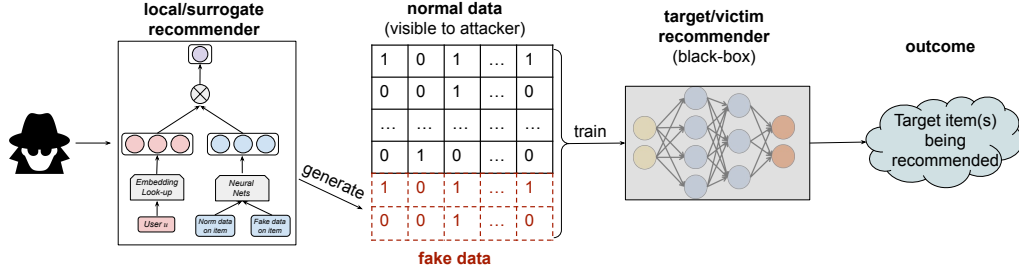 local/surrogate
recommender
Embedding
Look-up
Neural
Nets
User u
Norm data
on item
Fake data
on item
generate
normal data
(visible to attacker)
1 0 1 … 1
0 0 1 … 0
… … … … …
0 1 0 … 0
1 0 1 … 1
0 0 1 … 0
fake data
train
target/victim
recommender
(black-box)
outcome
Target item(s)
being
recommended